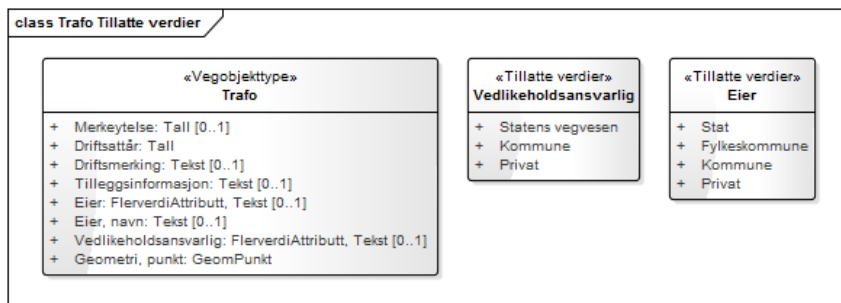 class Trafo Tillatte verdier
«Vegobjekttype»
Trafo
+ Merkeytelse: Tall [0..1]
+ Driftsattår: Tall
+ Driftsmerking: Tekst [0..1]
+ Tilleggsinformasjon: Tekst [0..1]
+ Eier: FlerverdiAttributt, Tekst [0..1]
+ Eier, navn: Tekst [0..1]
+ Vedlikeholdsansvarlig: FlerverdiAttributt, Tekst [0..1]
+ Geometri, punkt: GeomPunkt
«Tillatte verdier»
Vedlikeholdsansvarlig
+ Statens vegvesen
+ Kommune
+ Privat
«Tillatte verdier»
Eier
+ Stat
+ Fylkeskommune
+ Kommune
+ Privat